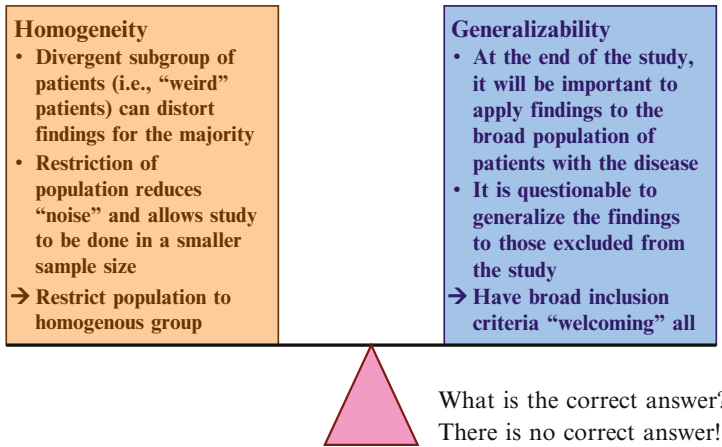 Homogeneity
• Divergent subgroup of
patients (i.e., “weird”
patients) can distort
findings for the majority
• Restriction of
population reduces
“noise” and allows study
to be done in a smaller
sample size
→ Restrict population to
homogenous group
Generalizability
• At the end of the study,
it will be important to
apply findings to the
broad population of
patients with the disease
• It is questionable to
generalize the findings
to those excluded from
the study
→ Have broad inclusion
criteria “welcoming” all
What is the correct answer?
There is no correct answer!